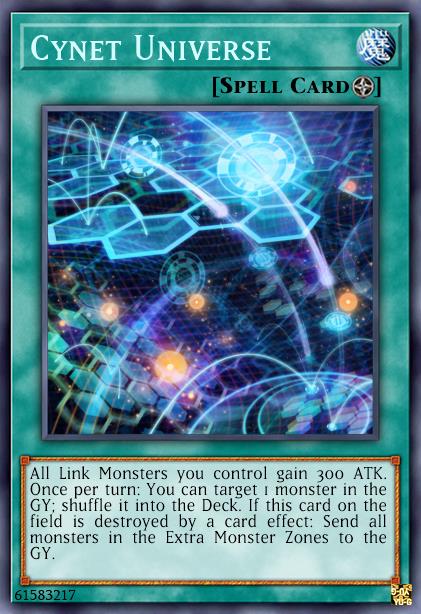 Cynet Universe
[Spell Card]
All Link Monsters you control gain 300 ATK.
Once per turn: You can target 1 monster in the
GY; shuffle it into the Deck. If this card on the
field is destroyed by a card effect: Send all
monsters in the Extra Monster Zones to the
GY.
61583217